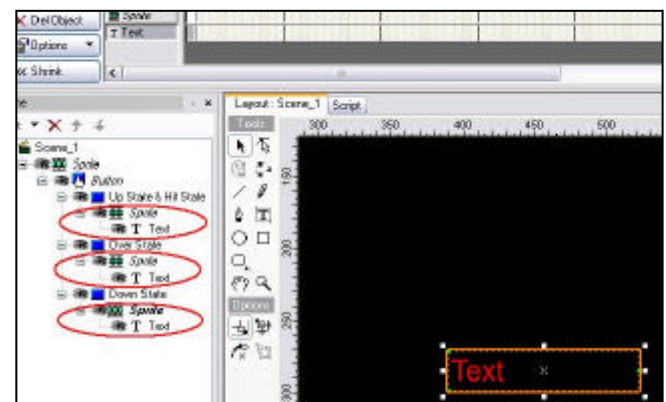 Del Object
Sprite
Text
Options
Shrink
Layout: Scene_1 Script
Tools
300 350 400 450 500
Scene_1
Sprite
Button
Up State & Hit State
Sprite
T Text
Over State
Sprite
T Text
Down State
Sprite
T Text
Options
150
200
250
300
Text